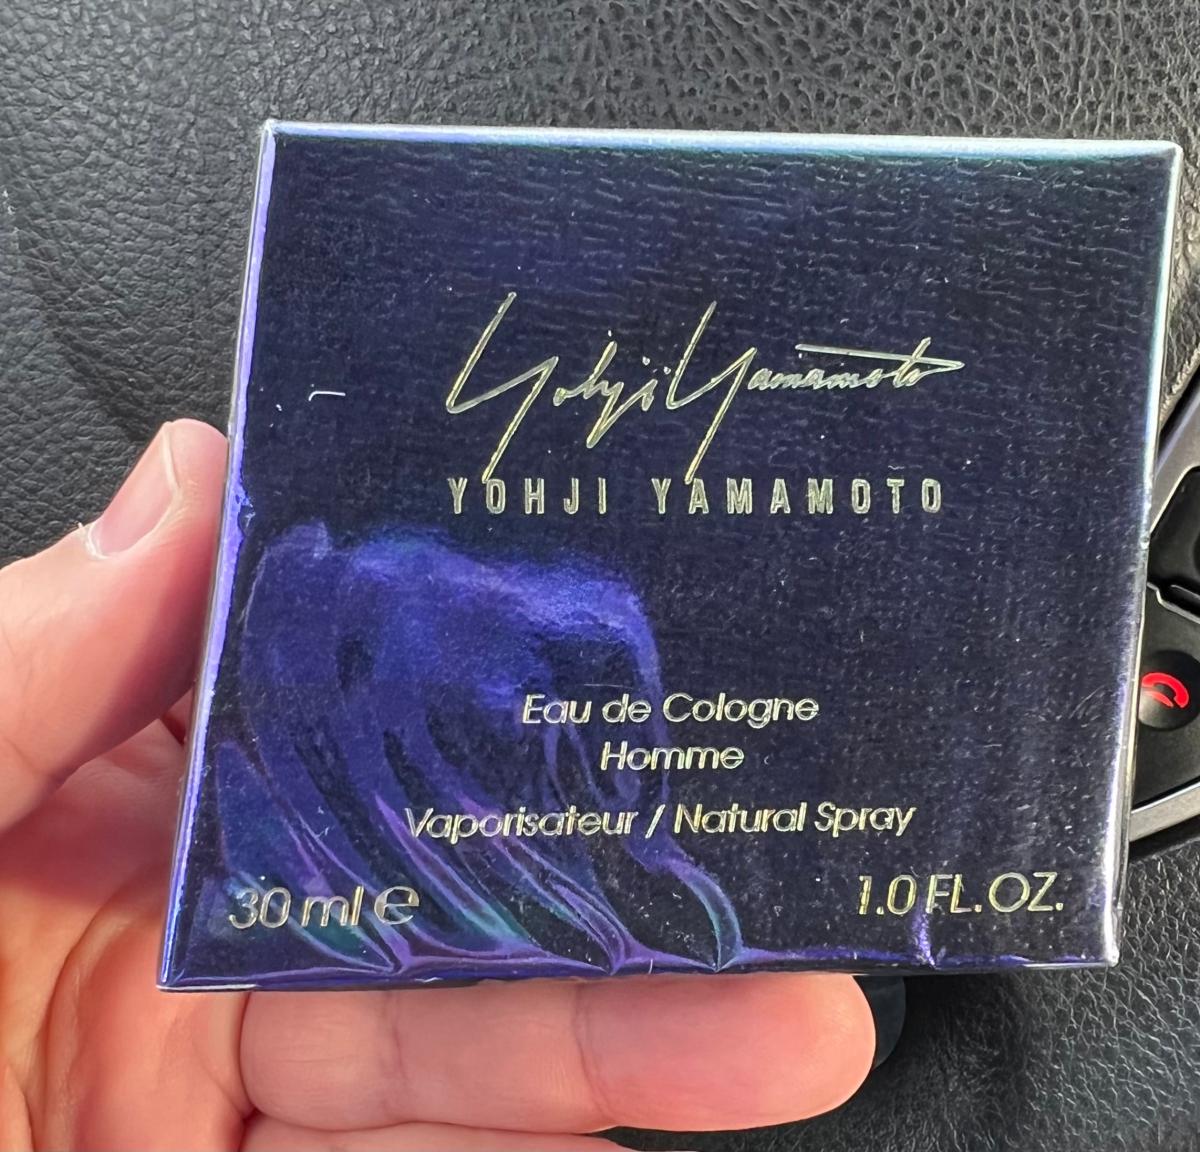 Yohji Yamamoto
YOHJI YAMAMOTO
Eau de Cologne
Homme
Vaporisateur / Natural Spray
30 ml ℮
1.0 FL. OZ.